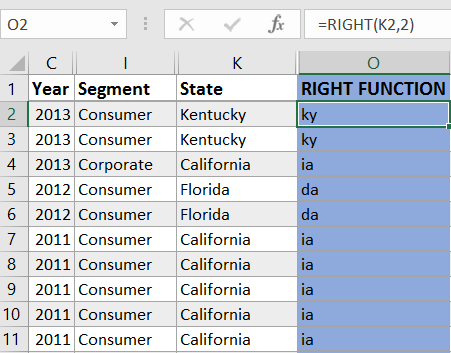 O2 fx =RIGHT(K2,2)
C I K O
1 Year Segment State RIGHT FUNCTION
2 2013 Consumer Kentucky ky
3 2013 Consumer Kentucky ky
4 2013 Corporate California ia
5 2012 Consumer Florida da
6 2012 Consumer Florida da
7 2011 Consumer California ia
8 2011 Consumer California ia
9 2011 Consumer California ia
10 2011 Consumer California ia
11 2011 Consumer California ia